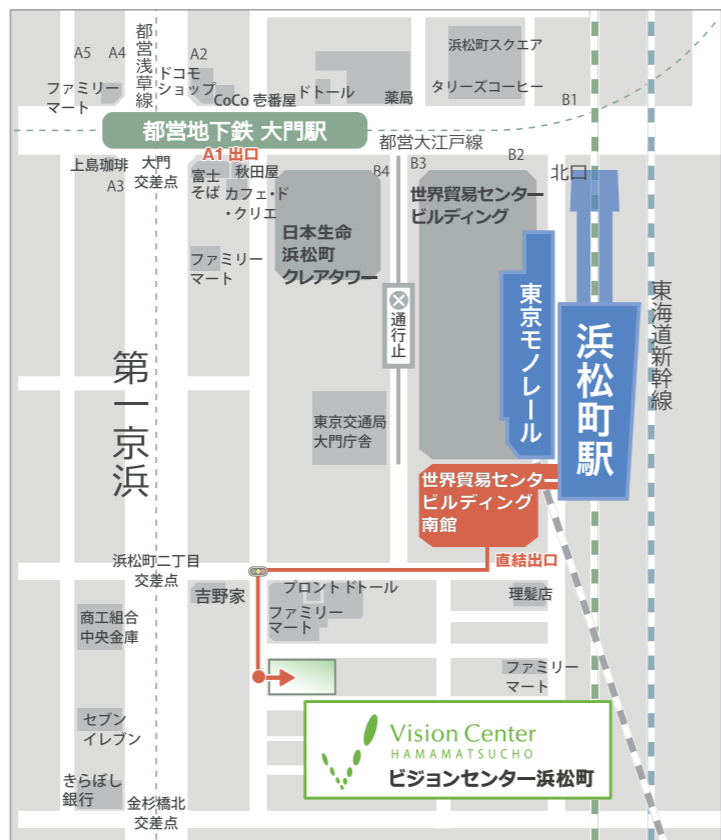 A5
A4
都営浅草線
A2
ドコモ
ショップ
ファミリー
マート
CoCo 壱番屋
ドトール
薬局
浜松町スクエア
タリーズコーヒー
B1
都営地下鉄 大門駅
都営大江戸線
A1 出口
上島珈琲
A3
大門
交差点
富士
そば
秋田屋
カフェ・ド
・クリエ
B4
B3
B2
北口
世界貿易センター
ビルディング
日本生命
浜松町
クレアタワー
ファミリー
マート
通行止
東京モノレール
浜松町駅
東海道新幹線
第一京浜
東京交通局
大門庁舎
世界貿易センター
ビルディング
南館
直結出口
浜松町二丁目
交差点
吉野家
プロントドトール
ファミリー
マート
理髪店
商工組合
中央金庫
ファミリー
マート
セブン
イレブン
きらぼし
銀行
金杉橋北
交差点
Vision Center
HAMAMATSUCHO
ビジョンセンター浜松町